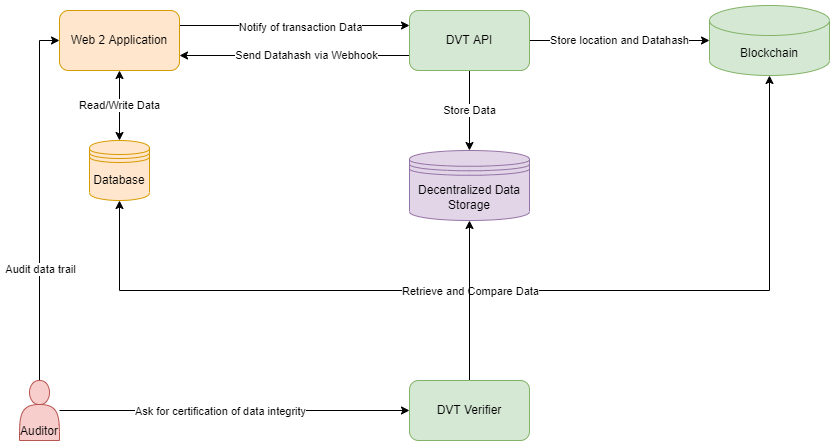 Web 2 Application
Notify of transaction Data
Send Datahash via Webhook
DVT API
Store location and Datahash
Blockchain
Read/Write Data
Store Data
Database
Decentralized Data
Storage
Audit data trail
Retrieve and Compare Data
Auditor
Ask for certification of data integrity
DVT Verifier